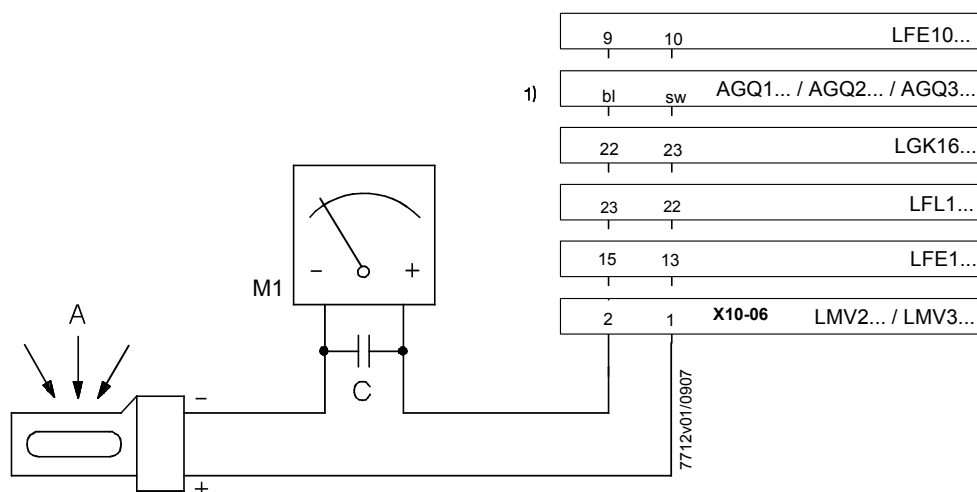 9 10 LFE10...
1) bl sw AGQ1... / AGQ2... / AGQ3...
22 23 LGK16...
23 22 LFL1...
15 13 LFE1...
2 1 X10-06 LMV2... / LMV3...
− +
M1
A
C
−
+
7712v01/0907